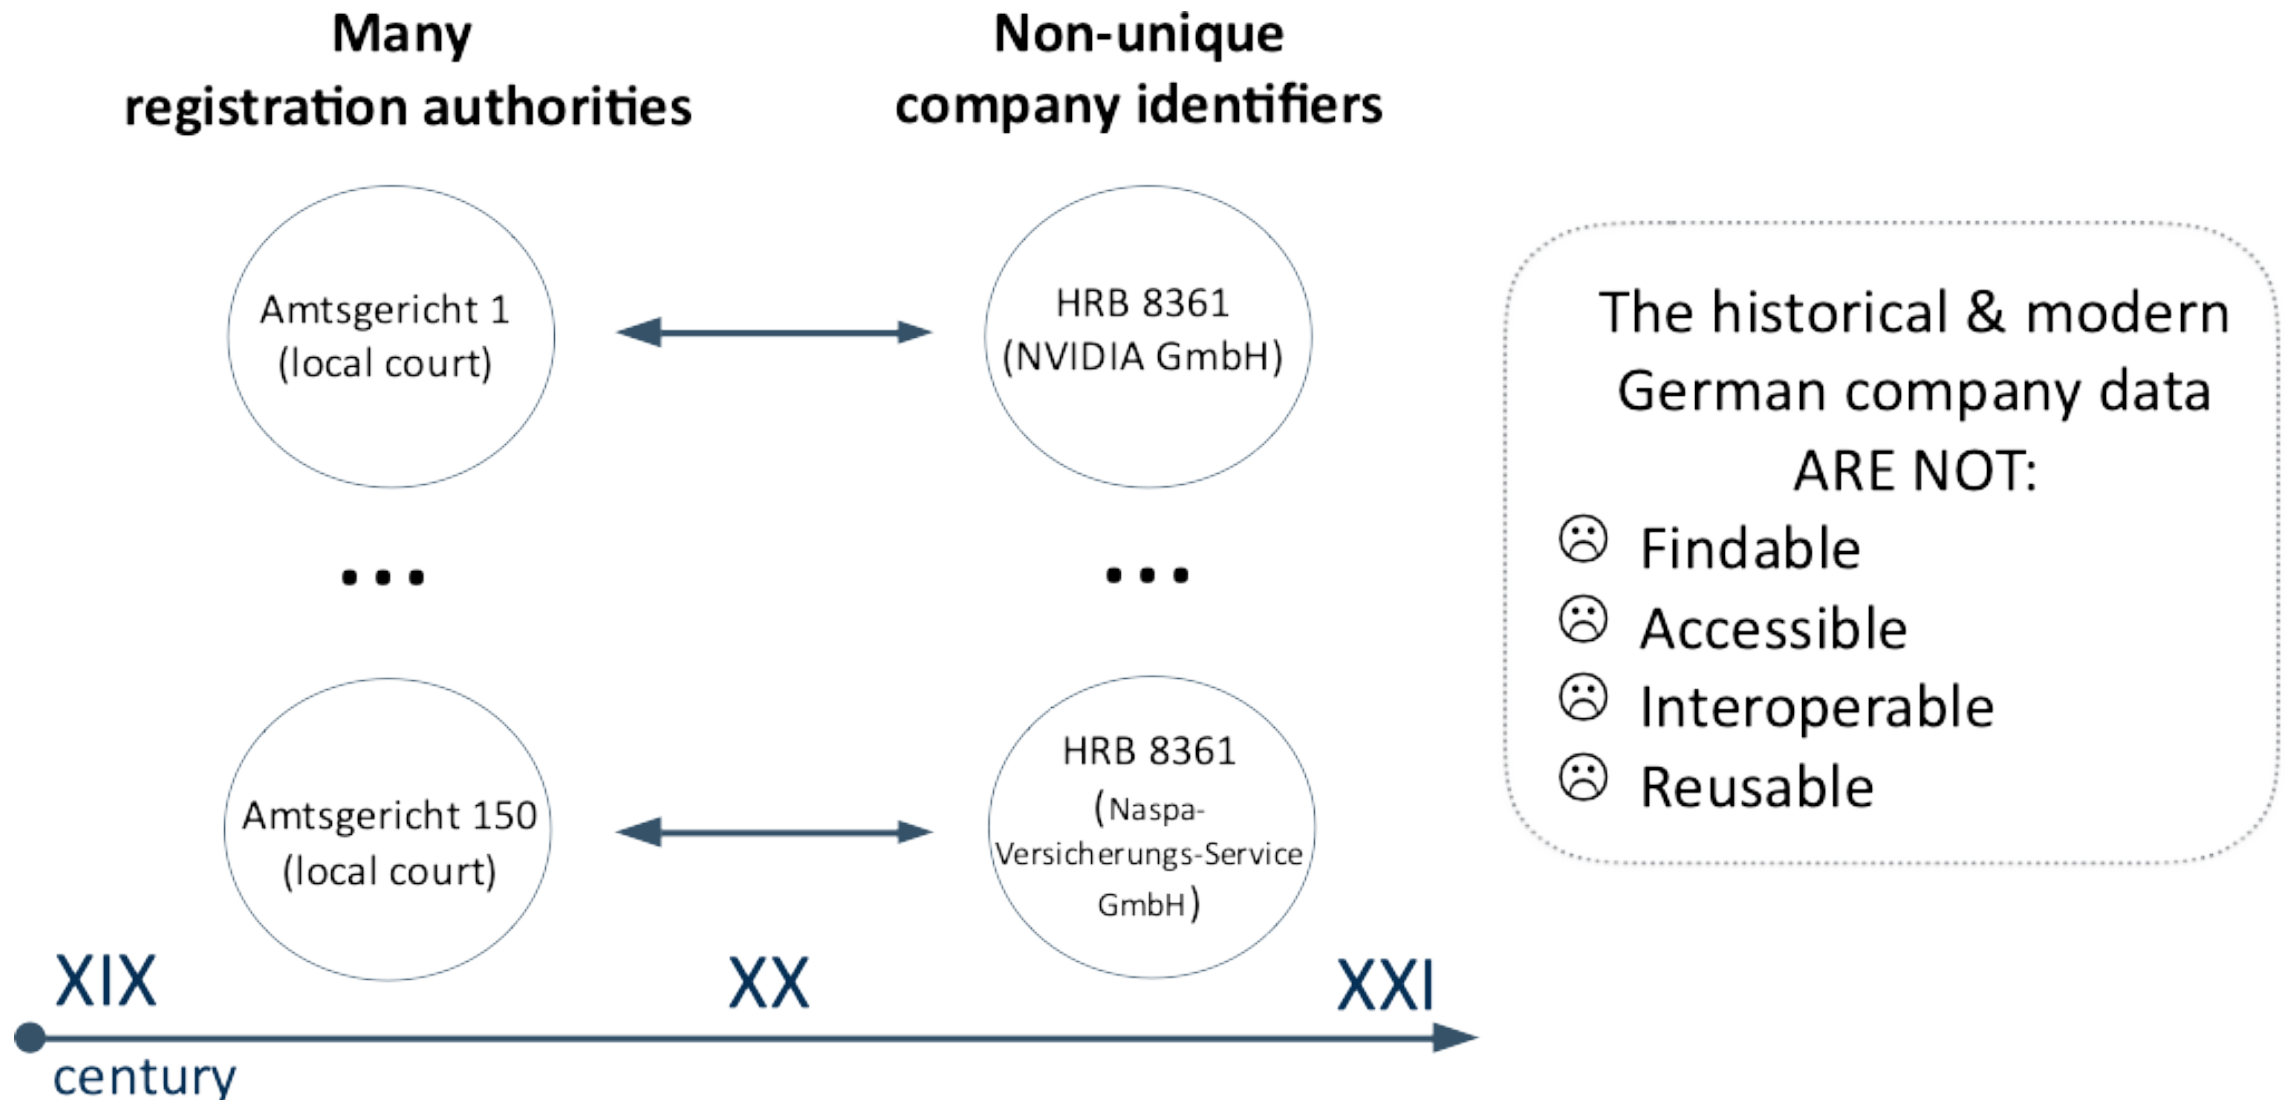 Many
registration authorities
Non-unique
company identifiers
Amtsgericht 1
(local court)
HRB 8361
(NVIDIA GmbH)
...
...
Amtsgericht 150
(local court)
HRB 8361
(Naspa-
Versicherungs-Service
GmbH)
The historical & modern
German company data
ARE NOT:
☹ Findable
☹ Accessible
☹ Interoperable
☹ Reusable
XIX
XX
XXI
century